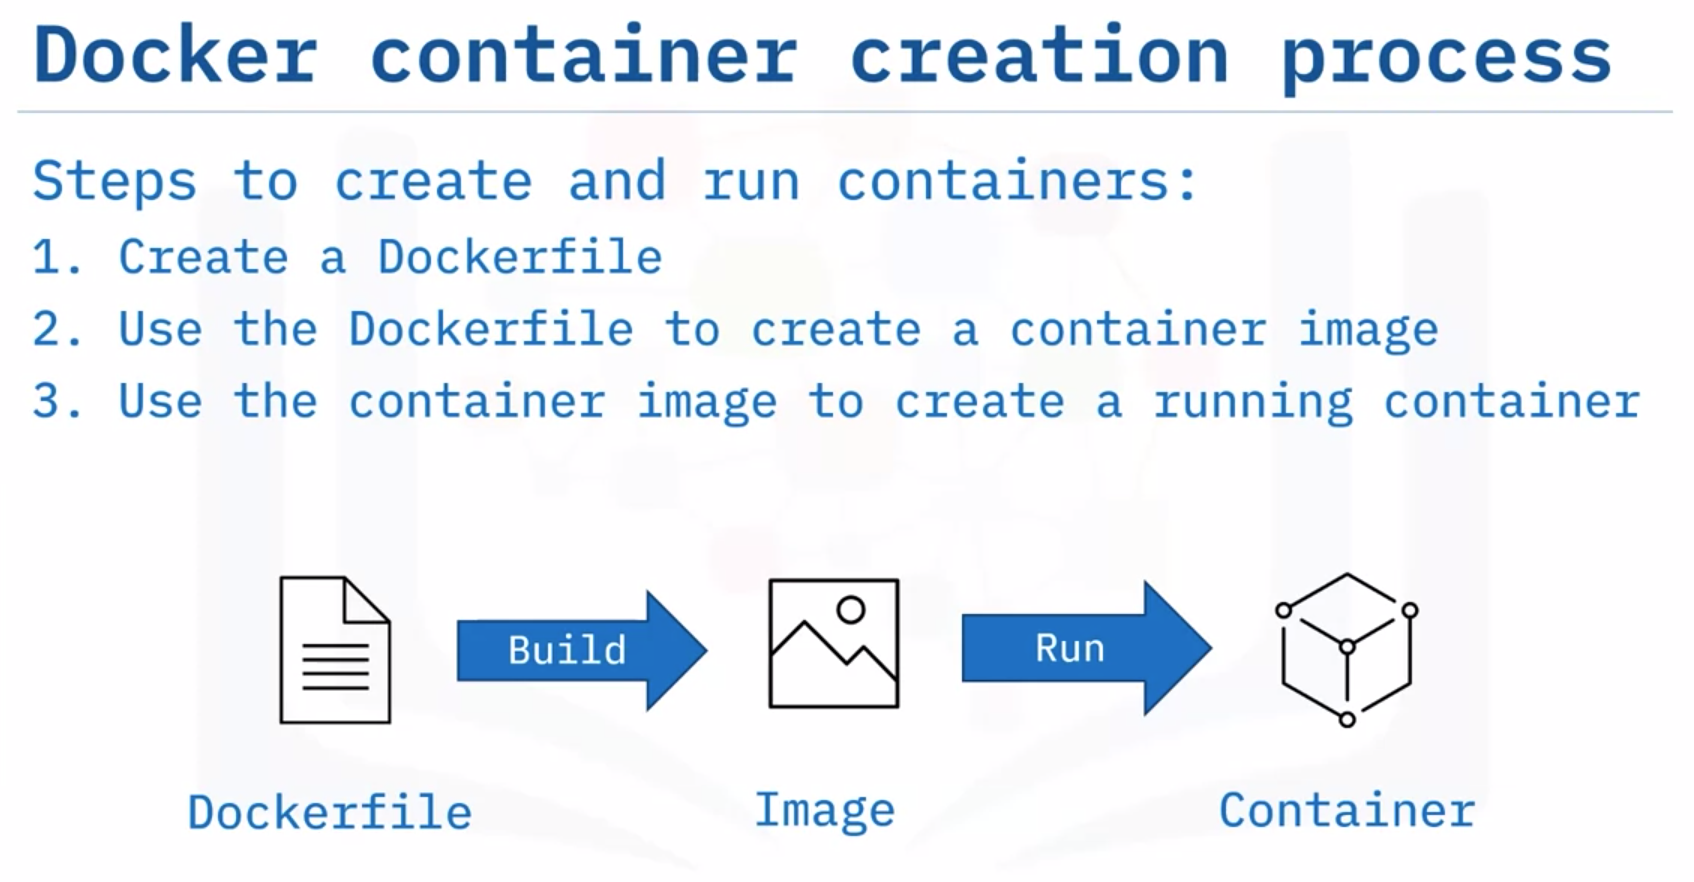 Docker container creation process
Steps to create and run containers:
1. Create a Dockerfile
2. Use the Dockerfile to create a container image
3. Use the container image to create a running container
Build
Run
Dockerfile
Image
Container